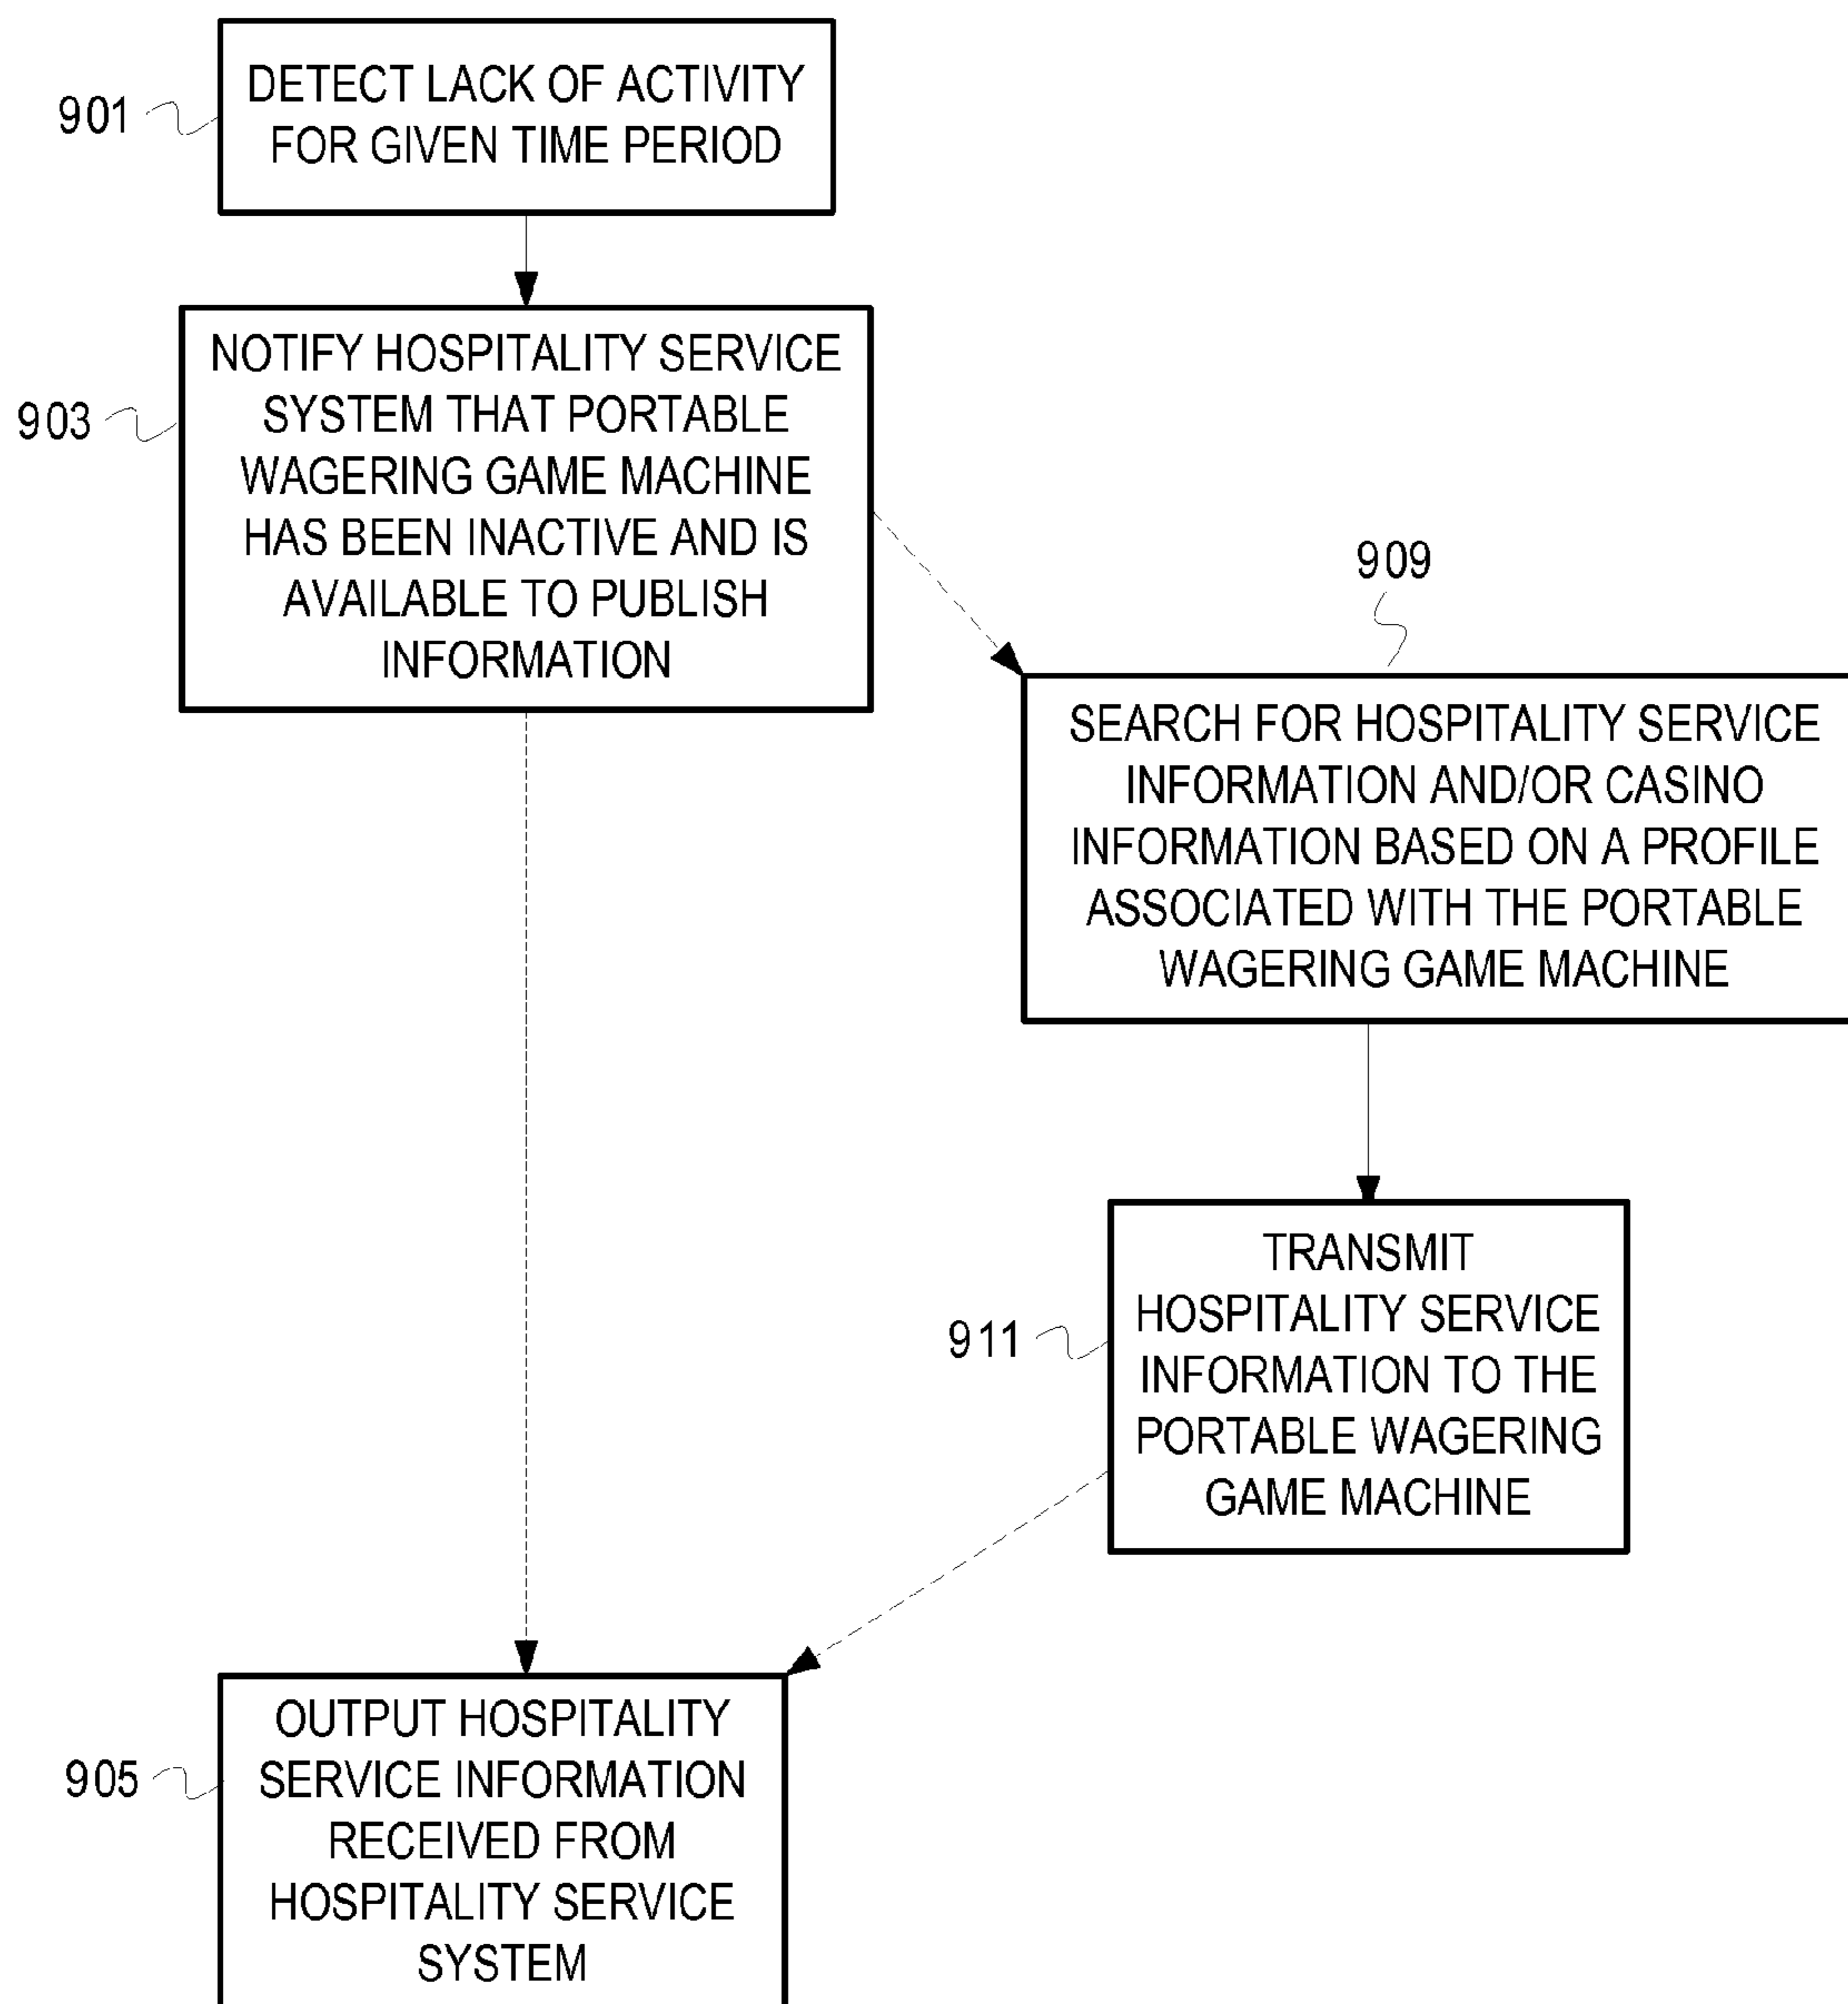 901
DETECT LACK OF ACTIVITY
FOR GIVEN TIME PERIOD
903
NOTIFY HOSPITALITY SERVICE
SYSTEM THAT PORTABLE
WAGERING GAME MACHINE
HAS BEEN INACTIVE AND IS
AVAILABLE TO PUBLISH
INFORMATION
909
SEARCH FOR HOSPITALITY SERVICE
INFORMATION AND/OR CASINO
INFORMATION BASED ON A PROFILE
ASSOCIATED WITH THE PORTABLE
WAGERING GAME MACHINE
911
TRANSMIT
HOSPITALITY SERVICE
INFORMATION TO THE
PORTABLE WAGERING
GAME MACHINE
905
OUTPUT HOSPITALITY
SERVICE INFORMATION
RECEIVED FROM
HOSPITALITY SERVICE
SYSTEM